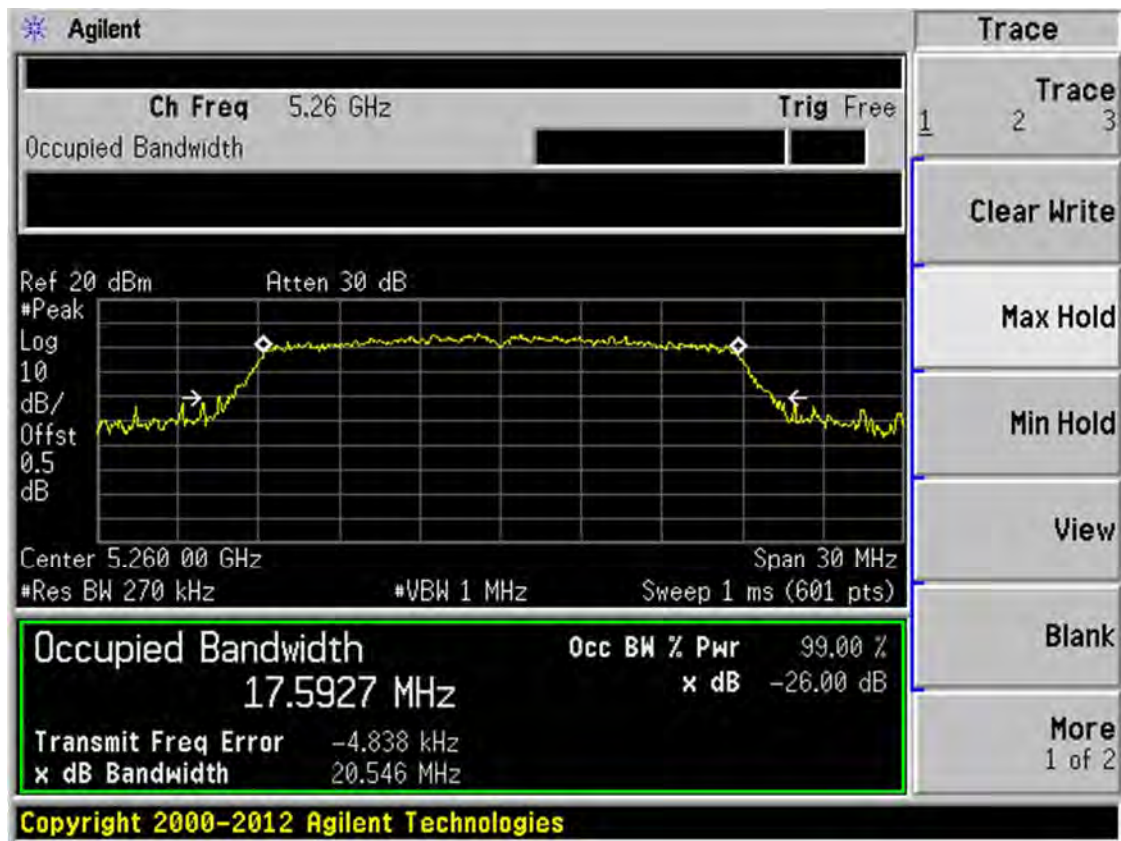 Agilent
Trace
Ch Freq 5.26 GHz
Trig Free
Occupied Bandwidth
Trace
1 2 3
Clear Write
Max Hold
Min Hold
View
Blank
More
1 of 2
Ref 20 dBm
Atten 30 dB
#Peak
Log
10
dB/
Offst
0.5
dB
Center 5.260 00 GHz
Span 30 MHz
#Res BW 270 kHz
#VBW 1 MHz
Sweep 1 ms (601 pts)
Occupied Bandwidth
17.5927 MHz
Occ BW % Pwr 99.00 %
x dB -26.00 dB
Transmit Freq Error -4.838 kHz
x dB Bandwidth 20.546 MHz
Copyright 2000-2012 Agilent Technologies